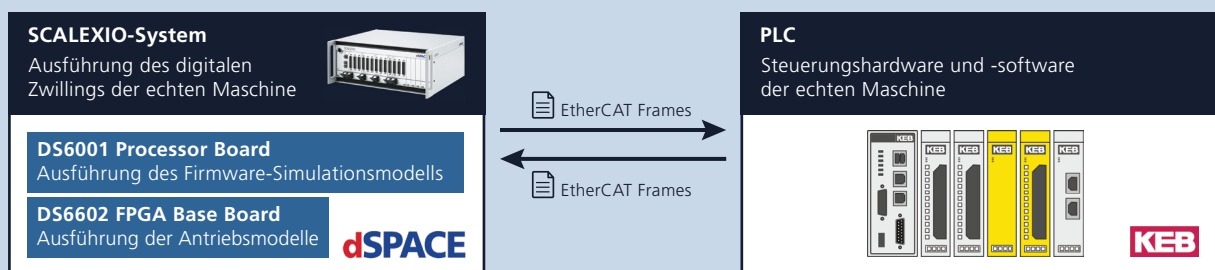 SCALEXIO-System
Ausführung des digitalen
Zwillings der echten Maschine
DS6001 Processor Board
Ausführung des Firmware-Simulationsmodells
DS6602 FPGA Base Board
Ausführung der Antriebsmodelle
dSPACE
EtherCAT Frames
EtherCAT Frames
PLC
Steuerungshardware und -software
der echten Maschine
KEB
KEB
KEB
KEB
KEB
KEB
KEB